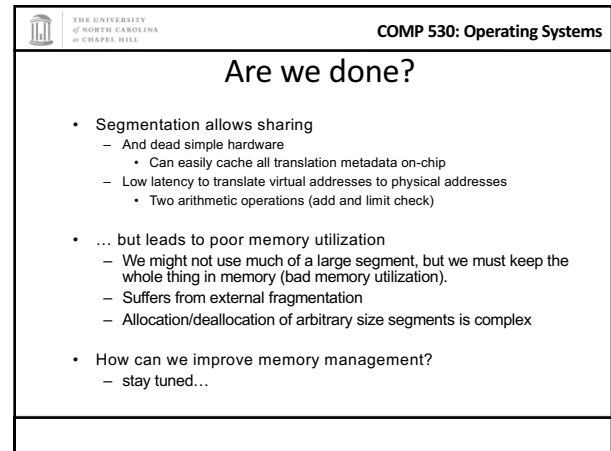 THE UNIVERSITY
of NORTH CAROLINA
at CHAPEL HILL
COMP 530: Operating Systems
Are we done?
• Segmentation allows sharing
– And dead simple hardware
• Can easily cache all translation metadata on-chip
– Low latency to translate virtual addresses to physical addresses
• Two arithmetic operations (add and limit check)
• … but leads to poor memory utilization
– We might not use much of a large segment, but we must keep the
whole thing in memory (bad memory utilization).
– Suffers from external fragmentation
– Allocation/deallocation of arbitrary size segments is complex
• How can we improve memory management?
– stay tuned…